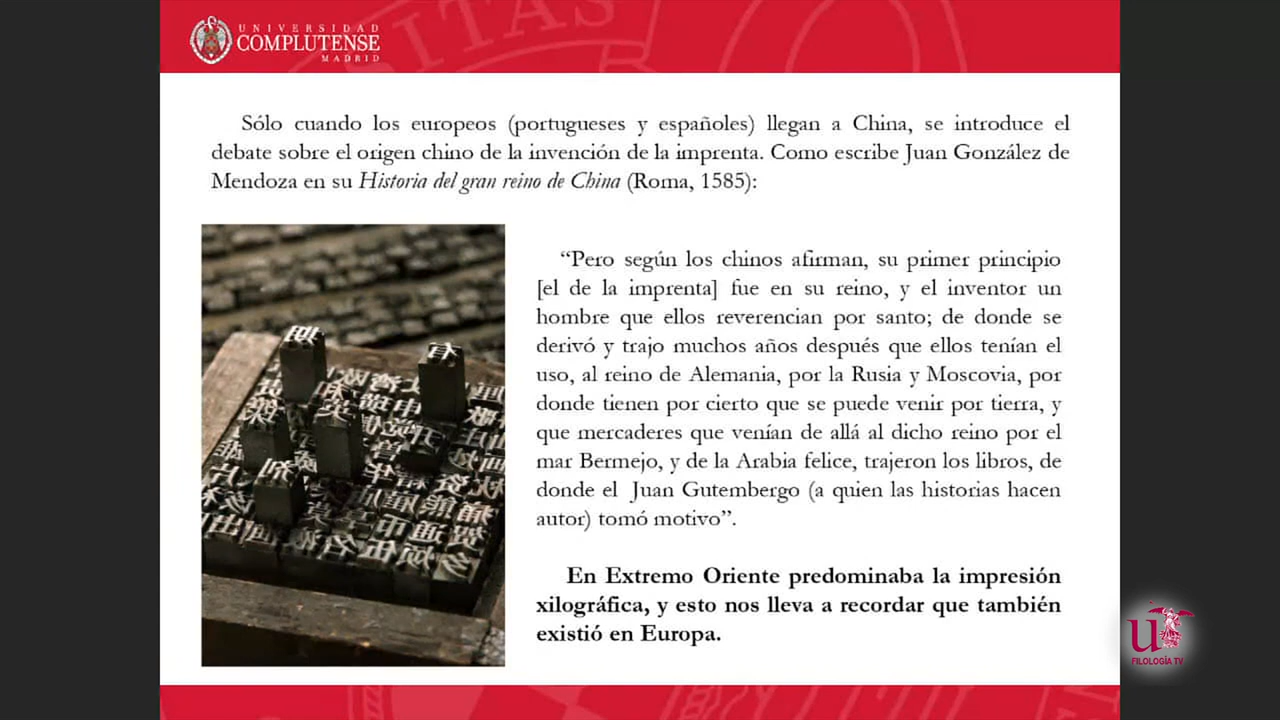 UNIVERSIDAD
COMPLUTENSE
MADRID
Sólo cuando los europeos (portugueses y españoles) llegan a China, se introduce el
debate sobre el origen chino de la invención de la imprenta. Como escribe Juan González de
Mendoza en su Historia del gran reino de China (Roma, 1585):
“Pero según los chinos afirman, su primer principio
[el de la imprenta] fue en su reino, y el inventor un
hombre que ellos reverencian por santo; de donde se
derivó y trajo muchos años después que ellos tenían el
uso, al reino de Alemania, por la Rusia y Moscovia, por
donde tienen por cierto que se puede venir por tierra, y
que mercaderes que venían de allá al dicho reino por el
mar Bermejo, y de la Arabia felice, trajeron los libros, de
donde el Juan Gutembergo (a quien las historias hacen
autor) tomó motivo”.
En Extremo Oriente predominaba la impresión
xilográfica, y esto nos lleva a recordar que también
existió en Europa.
u
FILOLOGÍA TV